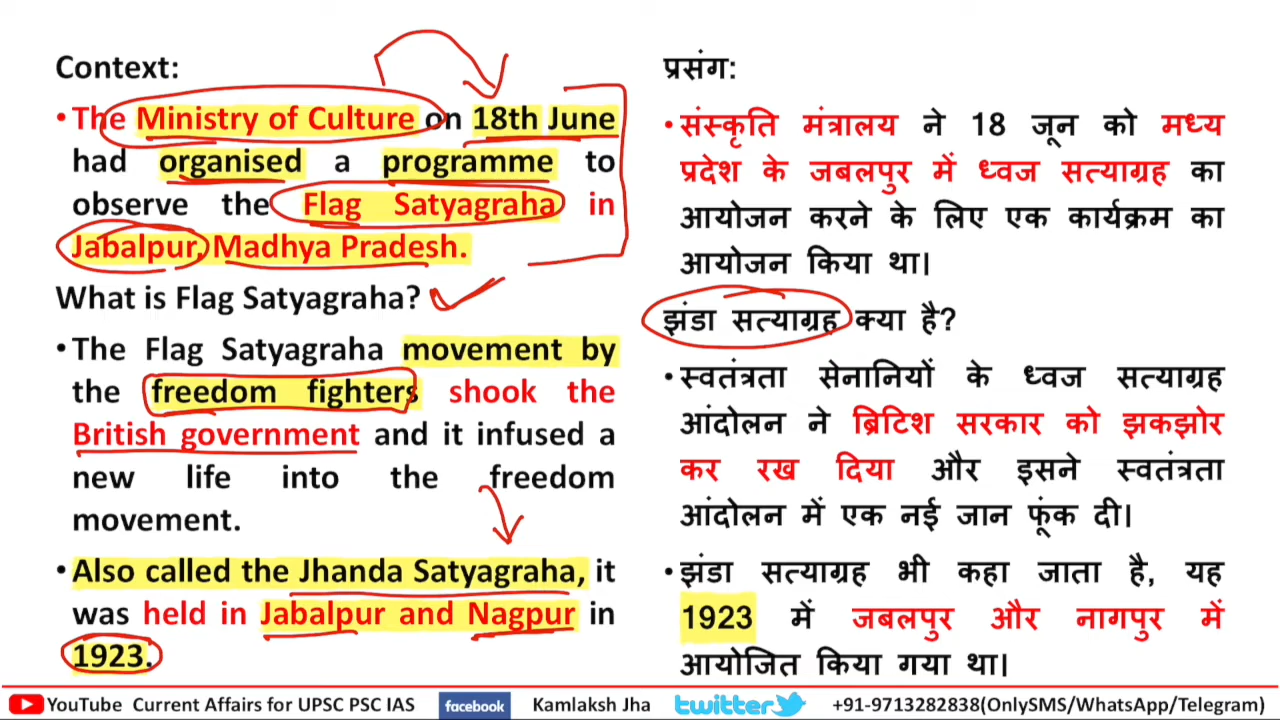 Context:
• The Ministry of Culture on 18th June
had organised a programme to
observe the Flag Satyagraha in
Jabalpur, Madhya Pradesh.
What is Flag Satyagraha?
• The Flag Satyagraha movement by
the freedom fighters shook the
British government and it infused a
new life into the freedom
movement.
• Also called the Jhanda Satyagraha, it
was held in Jabalpur and Nagpur in
1923.
प्रसंग:
• संस्कृति मंत्रालय ने 18 जून को मध्य
प्रदेश के जबलपुर में ध्वज सत्याग्रह का
आयोजन करने के लिए एक कार्यक्रम का
आयोजन किया था।
झंडा सत्याग्रह क्या है?
• स्वतंत्रता सेनानियों के ध्वज सत्याग्रह
आंदोलन ने ब्रिटिश सरकार को झकझोर
कर रख दिया और इसने स्वतंत्रता
आंदोलन में एक नई जान फूंक दी।
• झंडा सत्याग्रह भी कहा जाता है, यह
1923 में जबलपुर और नागपुर में
आयोजित किया गया था।
YouTube Current Affairs for UPSC PSC IAS facebook Kamlaksh Jha twitter +91-9713282838(OnlySMS/WhatsApp/Telegram)